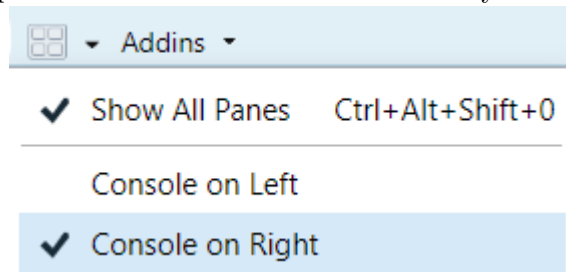 Addins
Show All Panes Ctrl+Alt+Shift+0
Console on Left
Console on Right